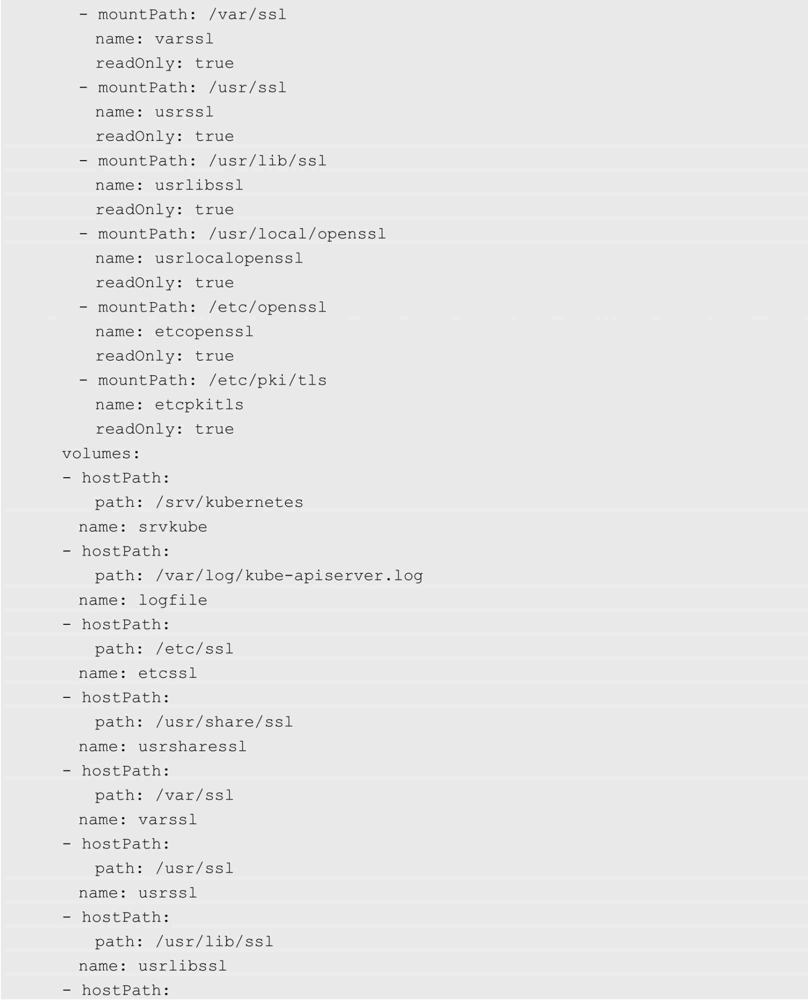 - mountPath: /var/ssl
name: varssl
readOnly: true
- mountPath: /usr/ssl
name: usrssl
readOnly: true
- mountPath: /usr/lib/ssl
name: usrlibssl
readOnly: true
- mountPath: /usr/local/openssl
name: usrlocalopenssl
readOnly: true
- mountPath: /etc/openssl
name: etcopenssl
readOnly: true
- mountPath: /etc/pki/tls
name: etcpkitls
readOnly: true
volumes:
- hostPath:
path: /srv/kubernetes
name: srvkube
- hostPath:
path: /var/log/kube-apiserver.log
name: logfile
- hostPath:
path: /etc/ssl
name: etcssl
- hostPath:
path: /usr/share/ssl
name: usrsharessl
- hostPath:
path: /var/ssl
name: varssl
- hostPath:
path: /usr/ssl
name: usrssl
- hostPath:
path: /usr/lib/ssl
name: usrlibssl
- hostPath: